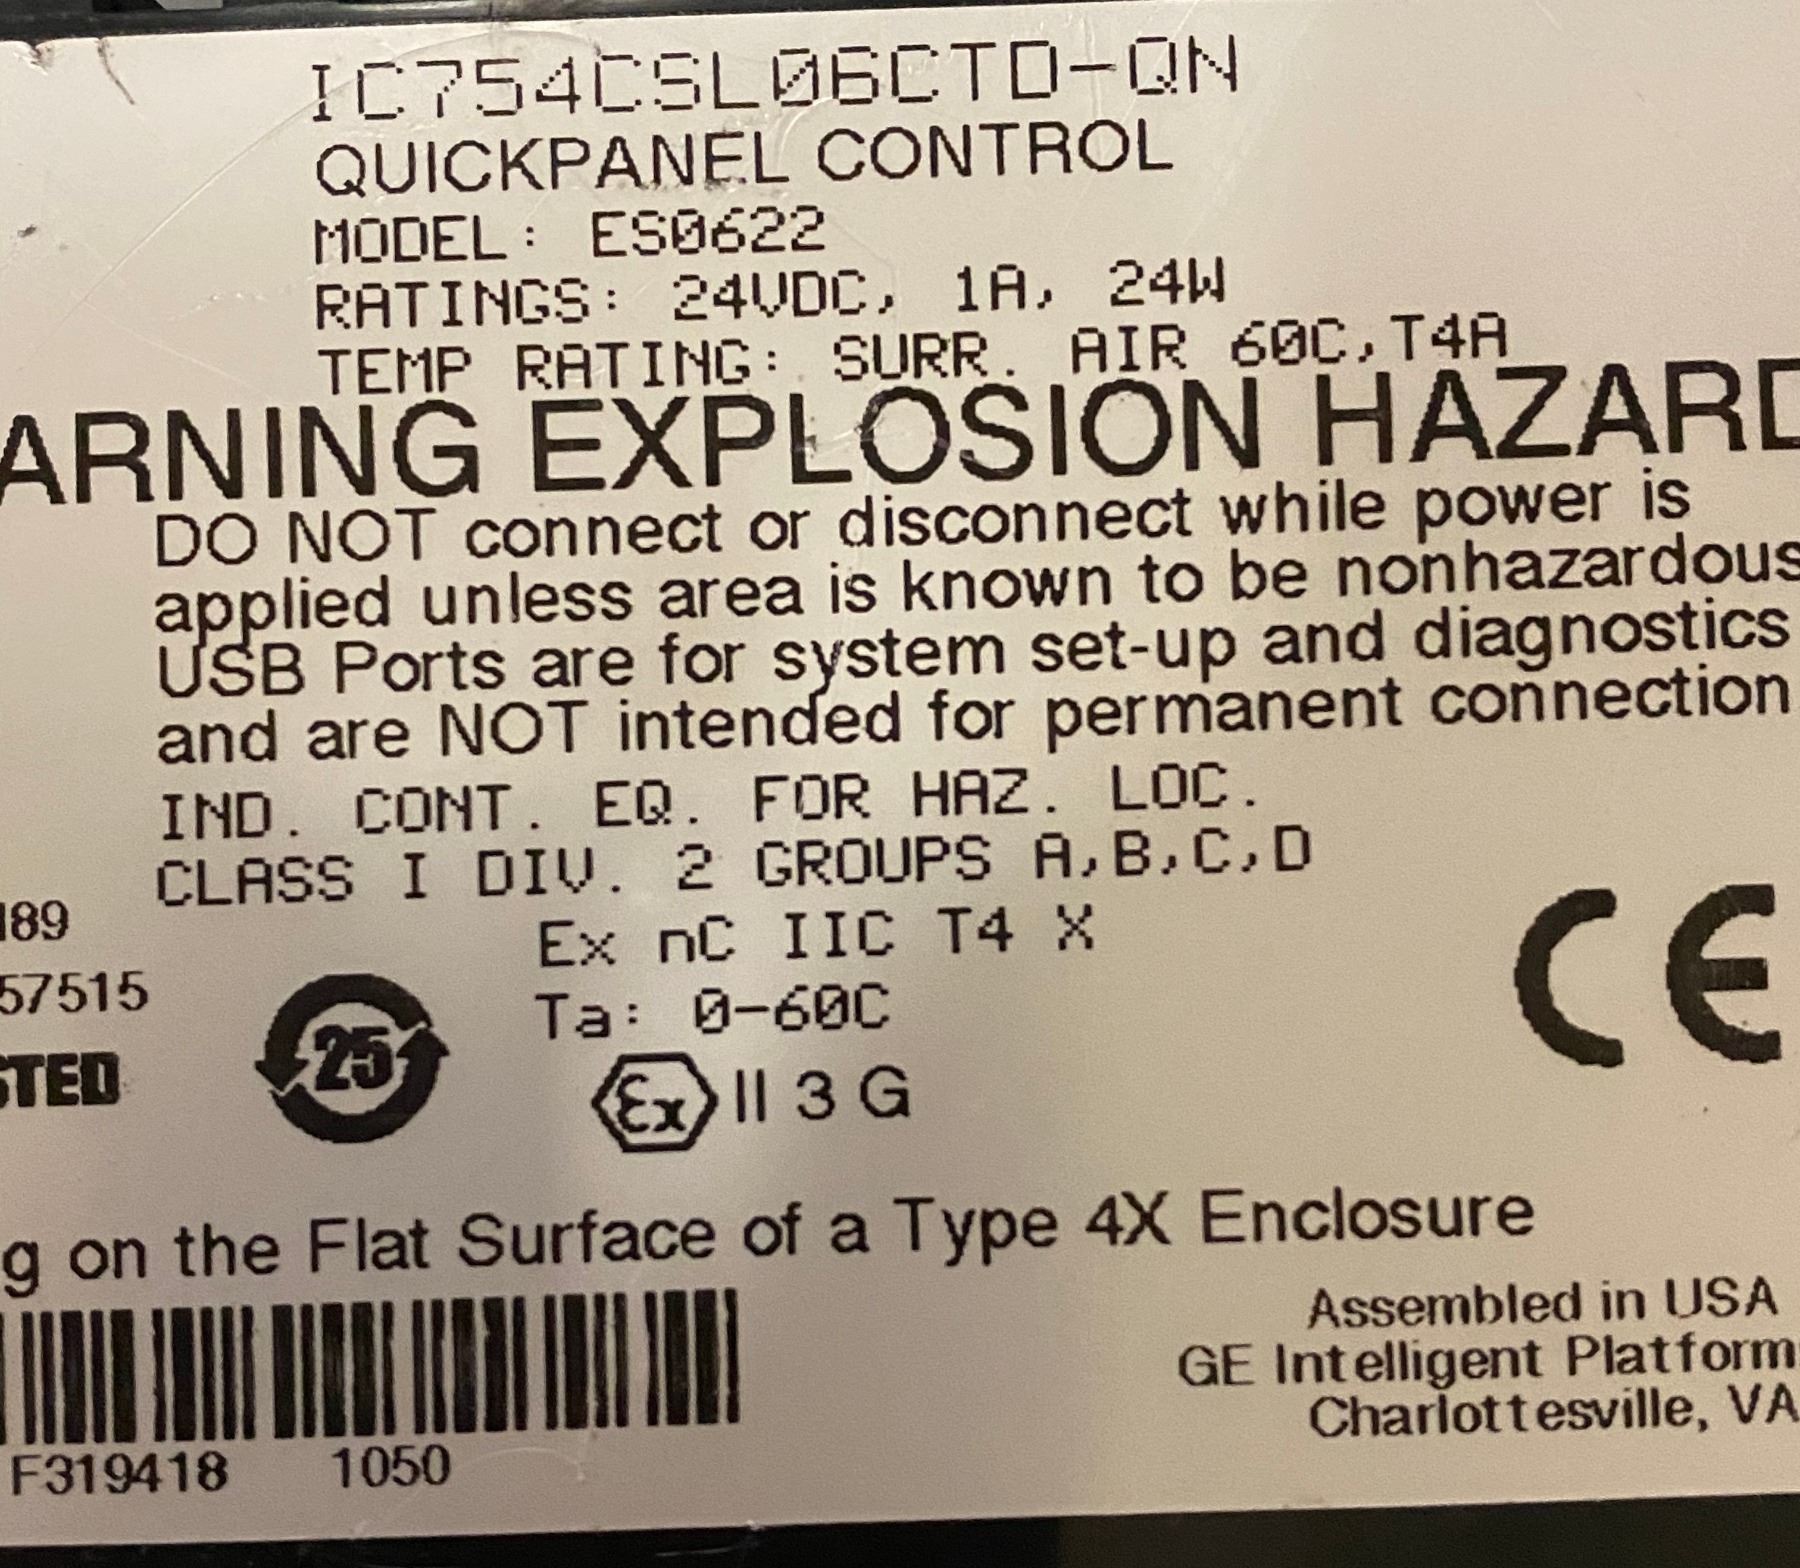 IC754CSL06CTD-QN
QUICKPANEL CONTROL
MODEL: ES0622
RATINGS: 24VDC, 1A, 24W
TEMP RATING: SURR. AIR 60C,T4A
ARNING EXPLOSION HAZARD
DO NOT connect or disconnect while power is
applied unless area is known to be nonhazardous
USB Ports are for system set-up and diagnostics
and are NOT intended for permanent connection
IND. CONT. EQ. FOR HAZ. LOC.
CLASS I DIV. 2 GROUPS A,B,C,D
189
Ex nC IIC T4 X
57515
Ta: 0-60C
STED
25
Ex II 3 G
CE
g on the Flat Surface of a Type 4X Enclosure
Assembled in USA
GE Intelligent Platform
Charlottesville, VA
F319418 1050